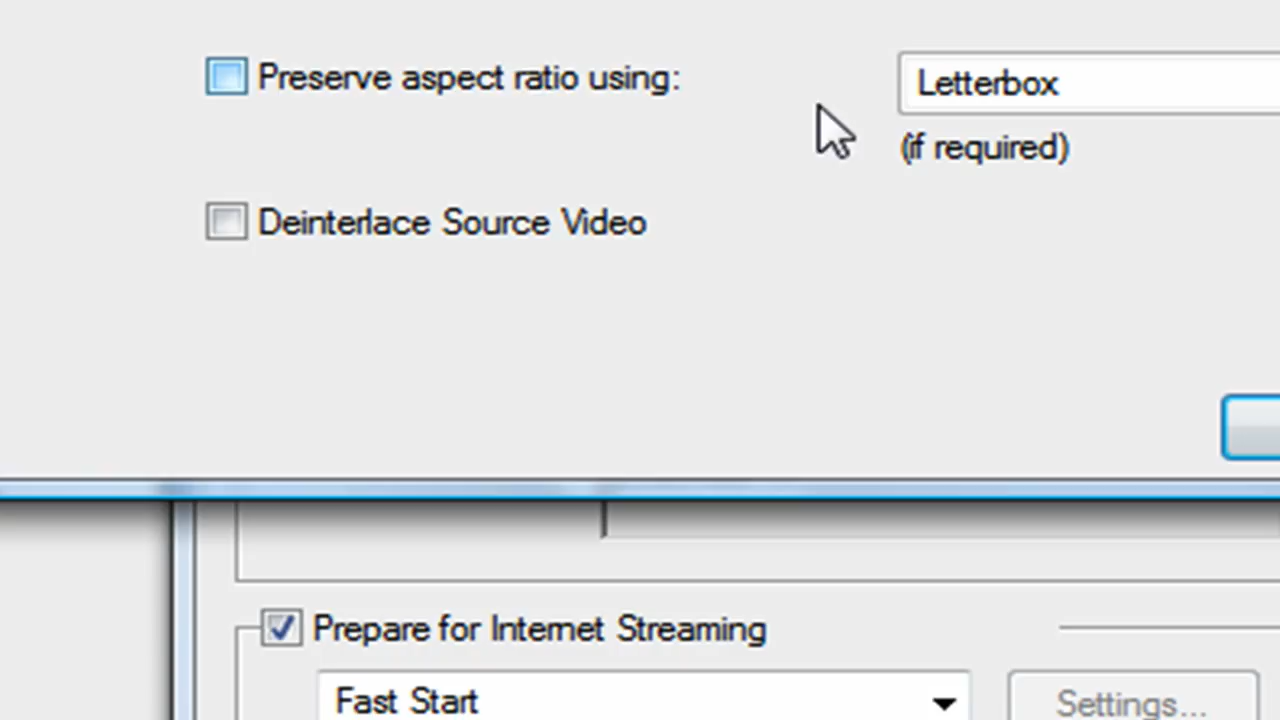 Preserve aspect ratio using:
Letterbox
(if required)
Deinterlace Source Video
Prepare for Internet Streaming
Fast Start
Settings...